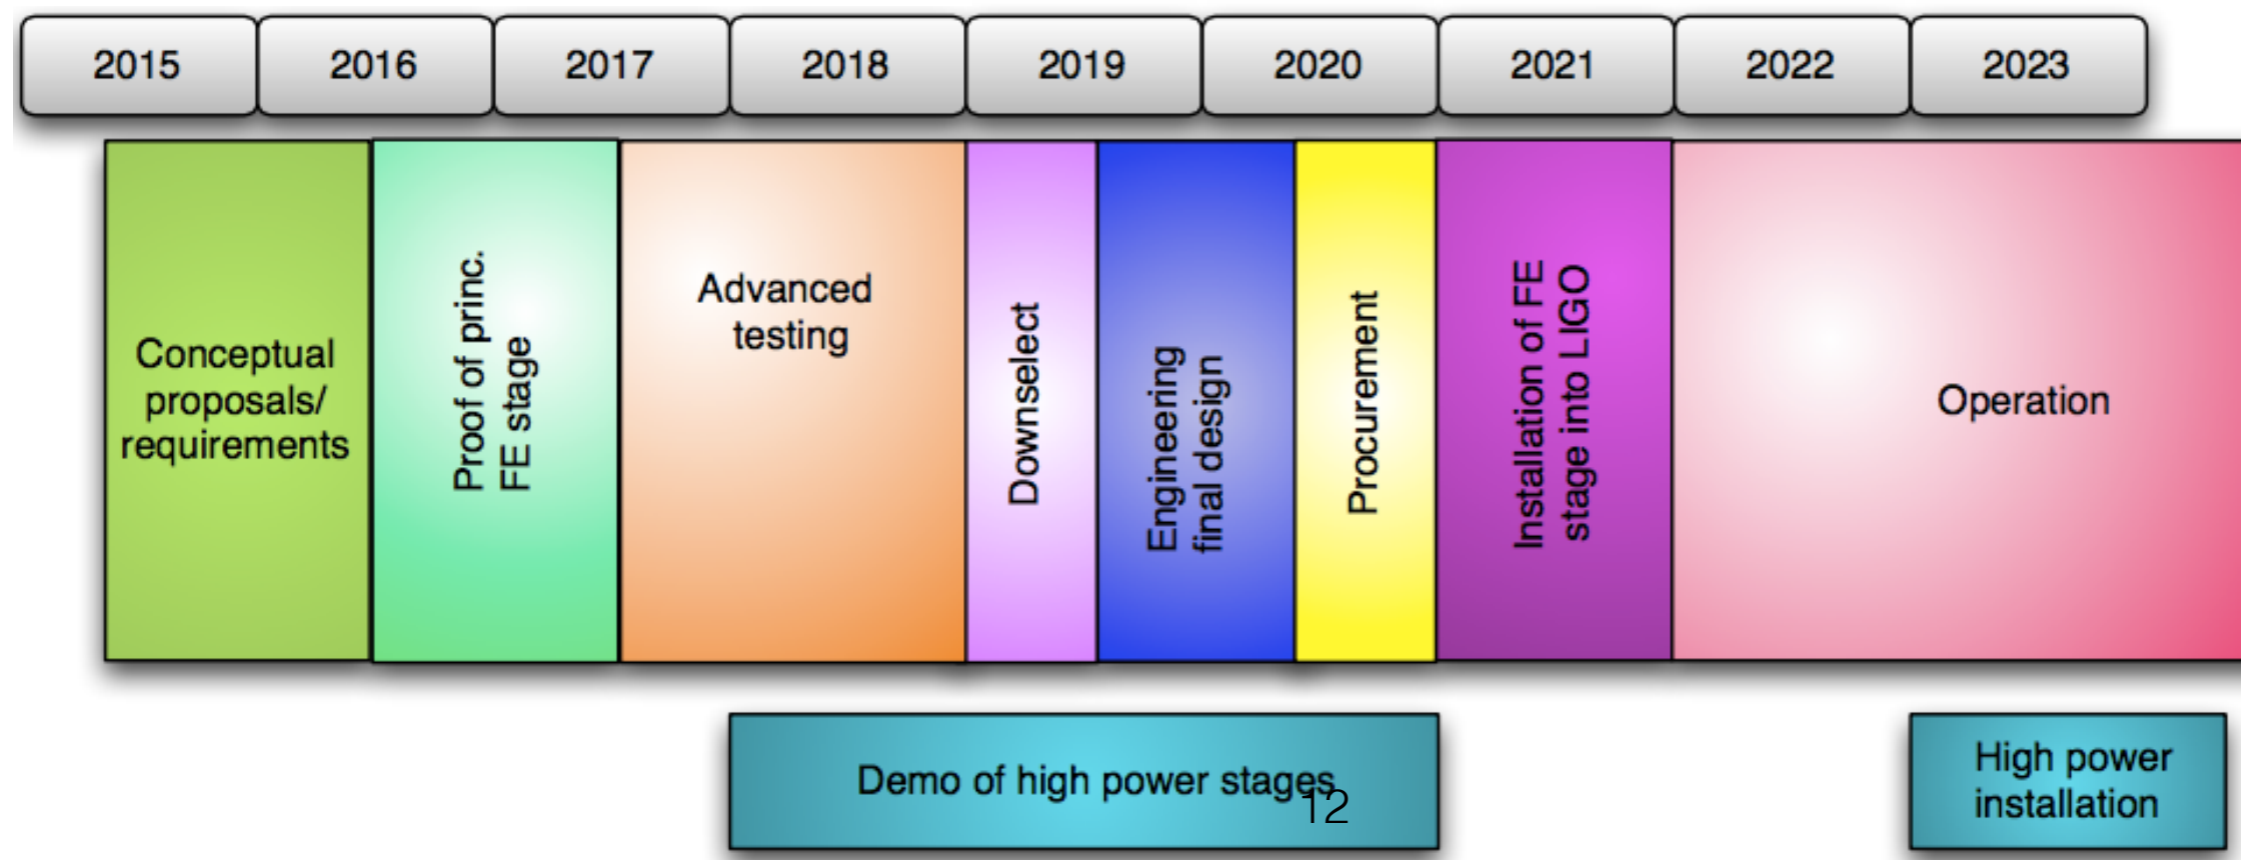 2015
2016
2017
2018
2019
2020
2021
2022
2023
Conceptual
proposals/
requirements
Proof of princ.
FE stage
Advanced
testing
Downselect
Engineering
final design
Procurement
Installation of FE
stage into LIGO
Operation
Demo of high power stages
12
High power
installation